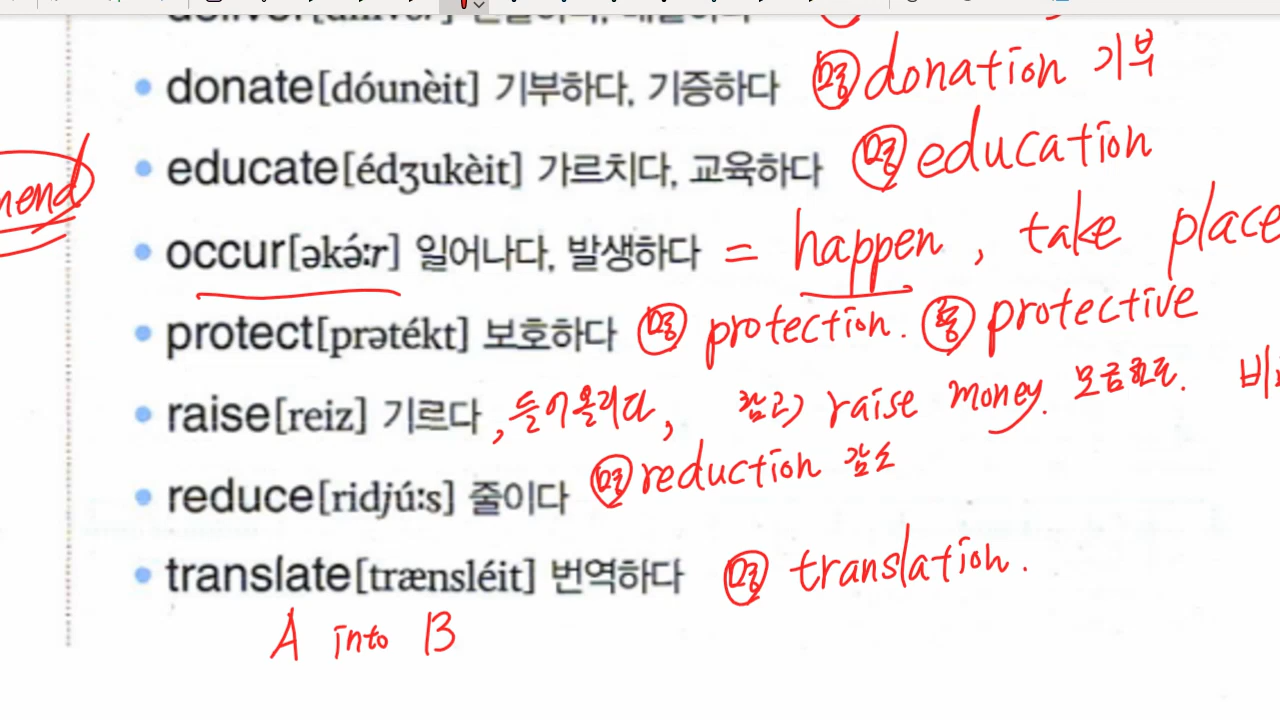 donate[dóunèit] 기부하다, 기증하다 명 donation 기부
educate[édʒukèit] 가르치다, 교육하다 명 education
mend
occur[əkə́ːr] 일어나다, 발생하다 = happen, take place
protect[prətékt] 보호하다 명 protection. 형 protective
raise[reiz] 기르다, 들어올리다, 참고) raise money. 모금하다.
reduce[ridjúːs] 줄이다 명 reduction 감소
translate[trænsléit] 번역하다 명 translation.
A into B